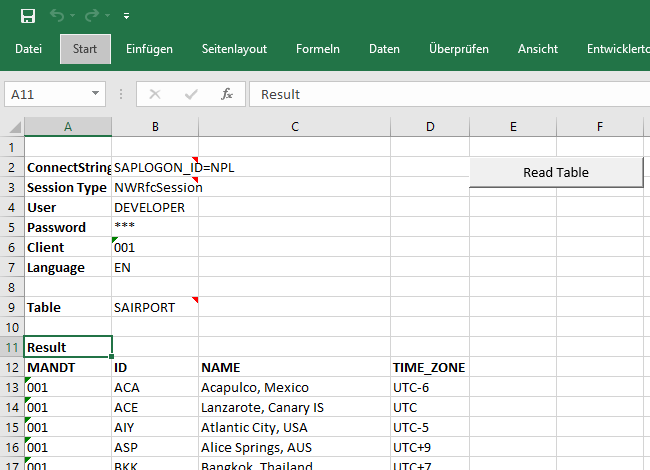 Datei Start Einfügen Seitenlayout Formeln Daten Überprüfen Ansicht Entwicklerto
A11 fx Result
A B C D E F
1
2 ConnectString SAPLOGON_ID=NPL Read Table
3 Session Type NWRfcSession
4 User DEVELOPER
5 Password ***
6 Client 001
7 Language EN
8
9 Table SAIRPORT
10
11 Result
12 MANDT ID NAME TIME_ZONE
13 001 ACA Acapulco, Mexico UTC-6
14 001 ACE Lanzarote, Canary IS UTC
15 001 AIY Atlantic City, USA UTC-5
16 001 ASP Alice Springs, AUS UTC+9
17 001 BKK Bangkok, Thailand UTC+7